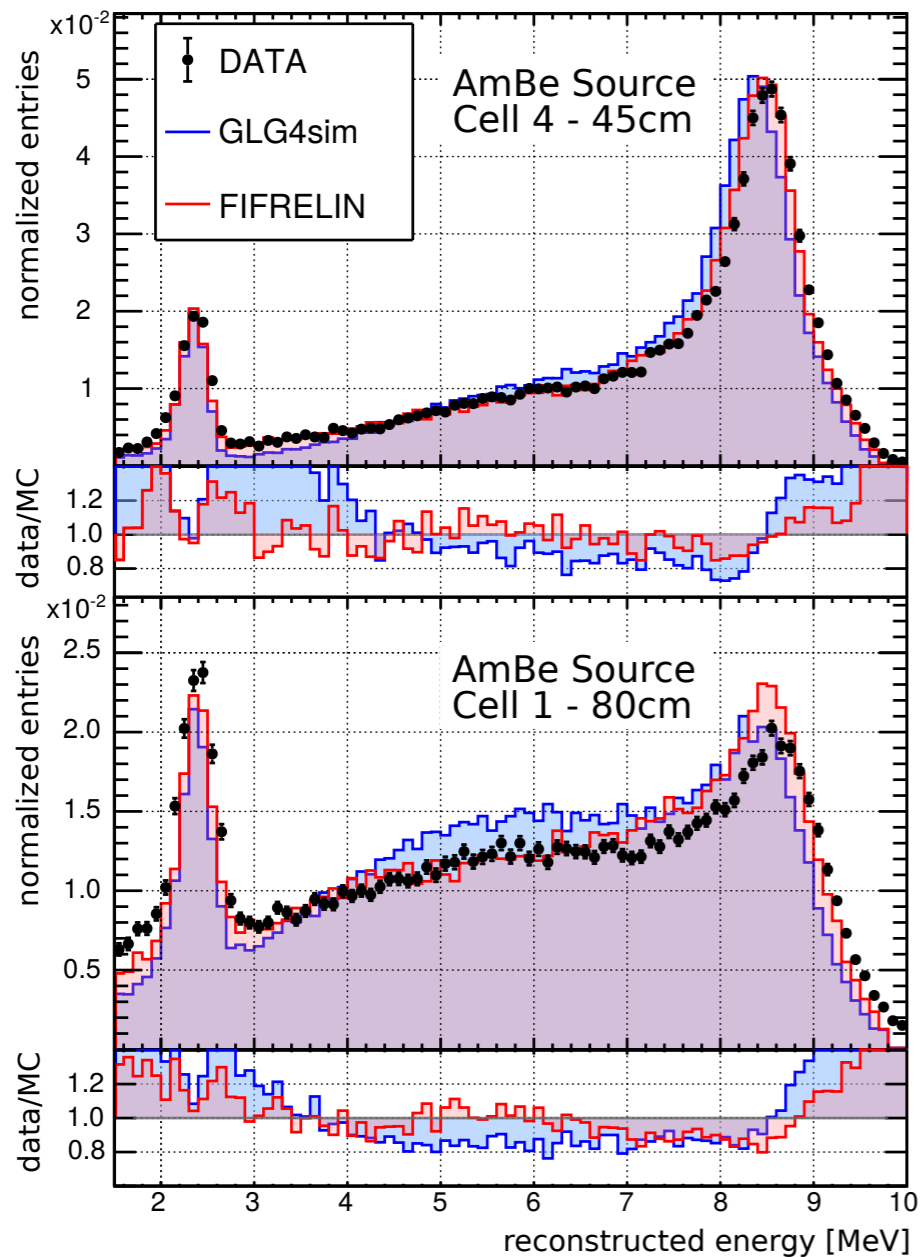 x10⁻²
DATA
GLG4sim
FIFRELIN
AmBe Source
Cell 4 - 45cm
normalized entries
5
4
3
2
1
data/MC
1.2
1.0
0.8
x10⁻²
AmBe Source
Cell 1 - 80cm
normalized entries
2.5
2.0
1.5
1.0
0.5
data/MC
1.2
1.0
0.8
2 3 4 5 6 7 8 9 10
reconstructed energy [MeV]